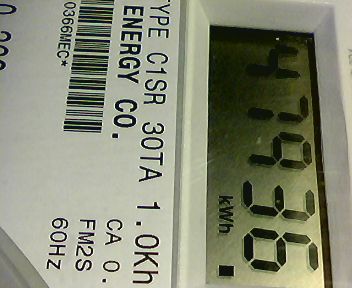 47936
kWh
TYPE C1SR 30TA 1.0Kh
ENERGY CO.
CA 0.
FM2S
60HZ
0366MEC*